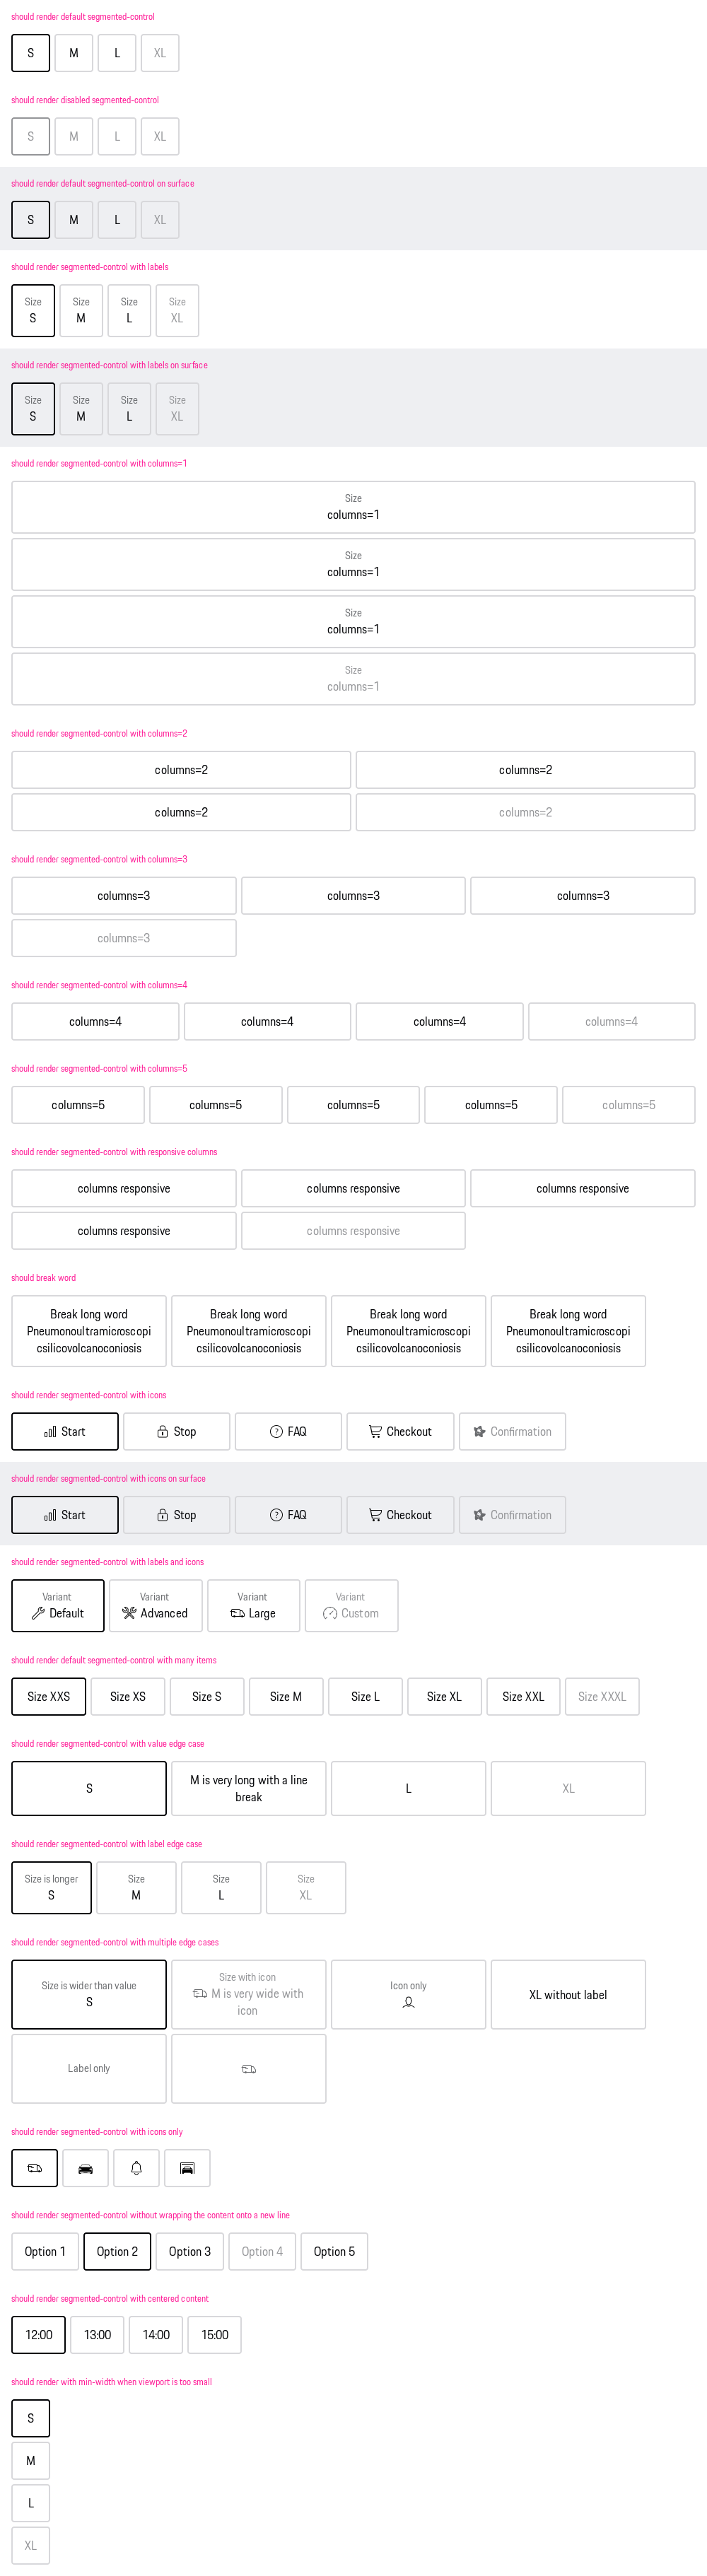 should render default segmented-control
S M L XL
should render disabled segmented-control
S M L XL
should render default segmented-control on surface
S M L XL
should render segmented-control with labels
Size Size Size Size
S M L XL
should render segmented-control with labels on surface
Size Size Size Size
S M L XL
should render segmented-control with columns=1
Size
columns=1
Size
columns=1
Size
columns=1
Size
columns=1
should render segmented-control with columns=2
columns=2 columns=2
columns=2 columns=2
should render segmented-control with columns=3
columns=3 columns=3 columns=3
columns=3
should render segmented-control with columns=4
columns=4 columns=4 columns=4 columns=4
should render segmented-control with columns=5
columns=5 columns=5 columns=5 columns=5 columns=5
should render segmented-control with responsive columns
columns responsive columns responsive columns responsive
columns responsive columns responsive
should break word
Break long word Break long word Break long word Break long word
Pneumonoultramicroscopi Pneumonoultramicroscopi Pneumonoultramicroscopi Pneumonoultramicroscopi
csilicovolcanoconiosis csilicovolcanoconiosis csilicovolcanoconiosis csilicovolcanoconiosis
should render segmented-control with icons
Start Stop FAQ Checkout Confirmation
should render segmented-control with icons on surface
Start Stop FAQ Checkout Confirmation
should render segmented-control with labels and icons
Variant Variant Variant Variant
Default Advanced Large Custom
should render default segmented-control with many items
Size XXS Size XS Size S Size M Size L Size XL Size XXL Size XXXL
should render segmented-control with value edge case
S M is very long with a line L XL
break
should render segmented-control with label edge case
Size is longer Size Size Size
S M L XL
should render segmented-control with multiple edge cases
Size is wider than value
S
Size with icon
M is very wide with
icon
Icon only
XL without label
Label only
should render segmented-control with icons only
should render segmented-control without wrapping the content onto a new line
Option 1 Option 2 Option 3 Option 4 Option 5
should render segmented-control with centered content
12:00 13:00 14:00 15:00
should render with min-width when viewport is too small
S
M
L
XL